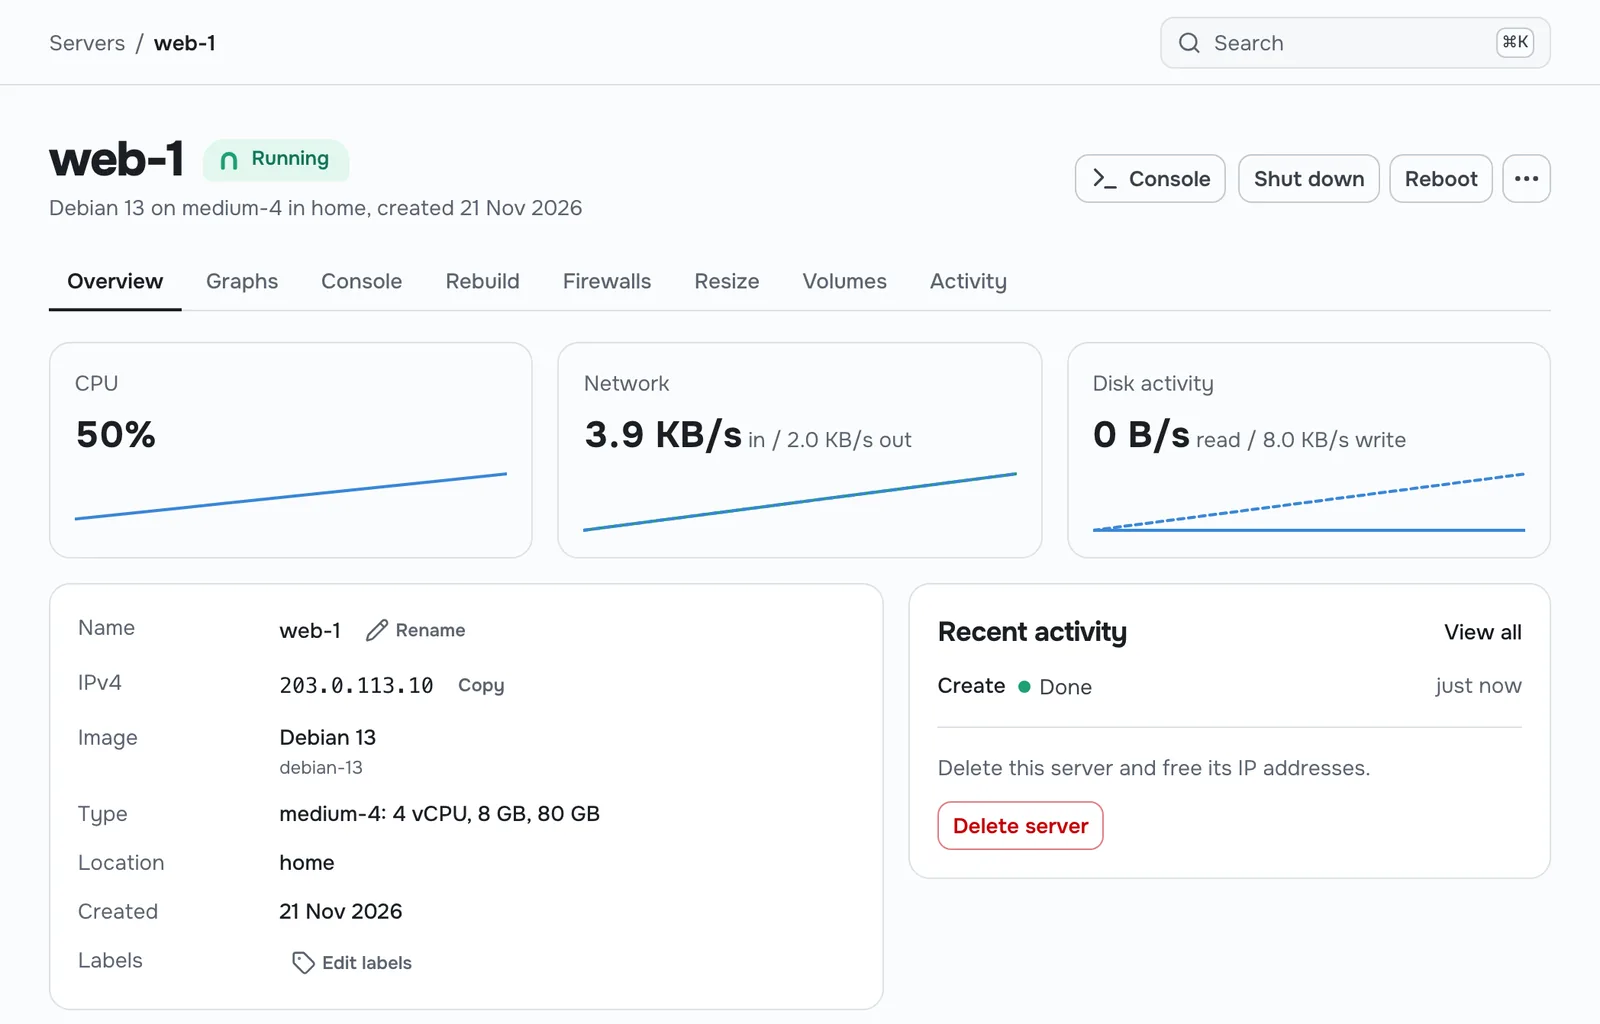 Servers / web-1
Search ⌘K
web-1 Running
Debian 13 on medium-4 in home, created 21 Nov 2026
Console Shut down Reboot
Overview Graphs Console Rebuild Firewalls Resize Volumes Activity
CPU
50%
Network
3.9 KB/s in / 2.0 KB/s out
Disk activity
0 B/s read / 8.0 KB/s write
Name web-1 Rename
IPv4 203.0.113.10 Copy
Image Debian 13
debian-13
Type medium-4: 4 vCPU, 8 GB, 80 GB
Location home
Created 21 Nov 2026
Labels Edit labels
Recent activity View all
Create Done just now
Delete this server and free its IP addresses.
Delete server